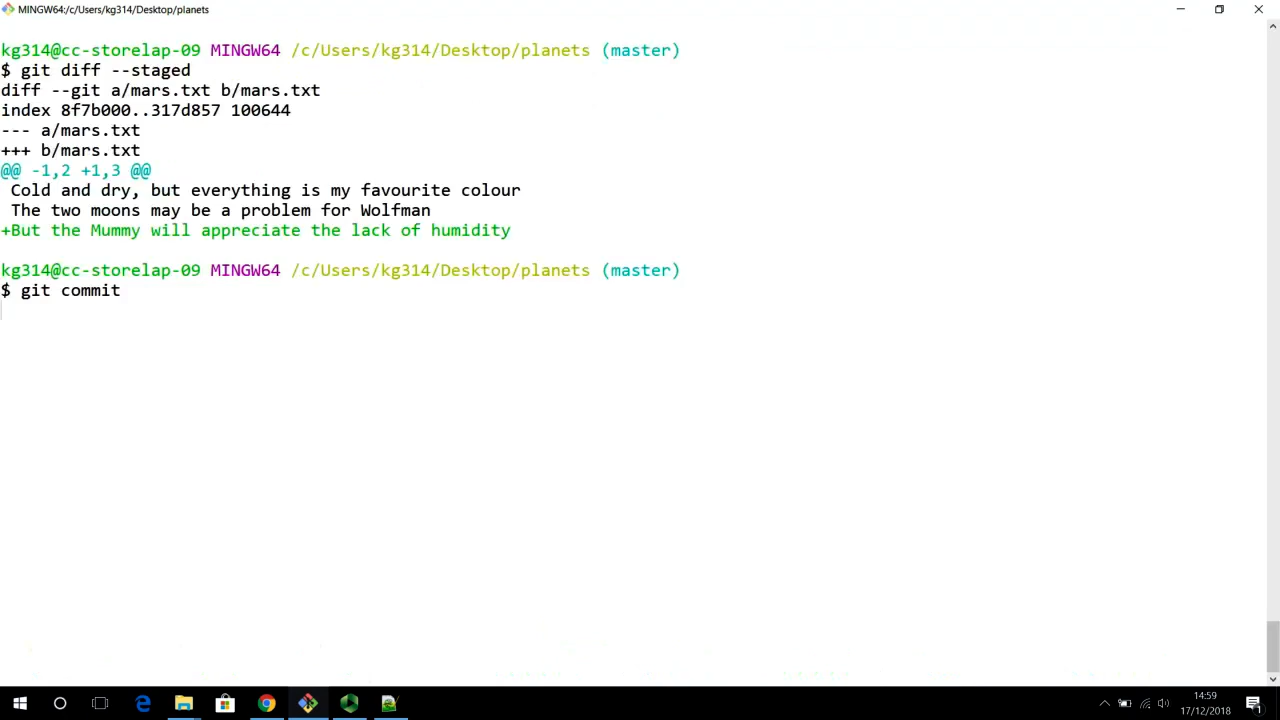 MINGW64:/c/Users/kg314/Desktop/planets
kg314@cc-storelap-09 MINGW64 /c/Users/kg314/Desktop/planets (master)
$ git diff --staged
diff --git a/mars.txt b/mars.txt
index 8f7b000..317d857 100644
--- a/mars.txt
+++ b/mars.txt
@@ -1,2 +1,3 @@
 Cold and dry, but everything is my favourite colour
 The two moons may be a problem for Wolfman
+But the Mummy will appreciate the lack of humidity
kg314@cc-storelap-09 MINGW64 /c/Users/kg314/Desktop/planets (master)
$ git commit
14:59
17/12/2018
1